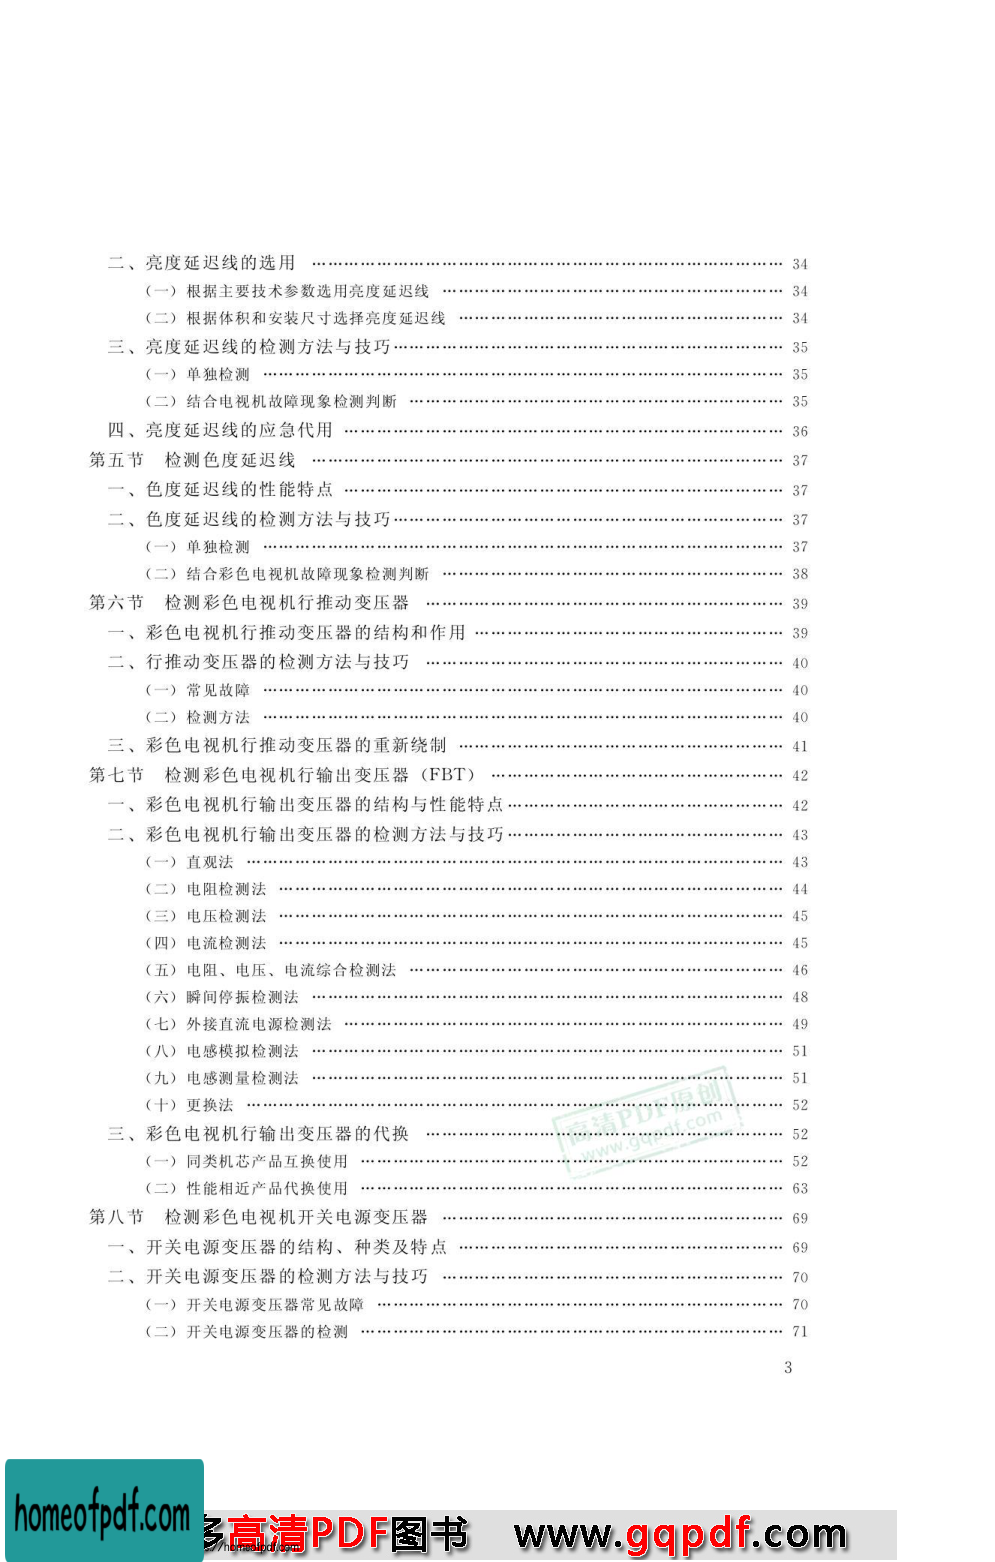 二、亮度延迟线的选用 …………………………………………………………………………… 34
（一）根据主要技术参数选用亮度延迟线 ……………………………………………………… 34
（二）根据体积和安装尺寸选择亮度延迟线 …………………………………………………… 34
三、亮度延迟线的检测方法与技巧……………………………………………………………… 35
（一）单独检测 …………………………………………………………………………………… 35
（二）结合电视机故障现象检测判断 …………………………………………………………… 35
四、亮度延迟线的应急代用 ……………………………………………………………………… 36
第五节 检测色度延迟线 ………………………………………………………………………… 37
一、色度延迟线的性能特点 ……………………………………………………………………… 37
二、色度延迟线的检测方法与技巧……………………………………………………………… 37
（一）单独检测 …………………………………………………………………………………… 37
（二）结合彩色电视机故障现象检测判断 ……………………………………………………… 38
第六节 检测彩色电视机行推动变压器 ………………………………………………………… 39
一、彩色电视机行推动变压器的结构和作用 …………………………………………………… 39
二、行推动变压器的检测方法与技巧 …………………………………………………………… 40
（一）常见故障 …………………………………………………………………………………… 40
（二）检测方法 …………………………………………………………………………………… 40
三、彩色电视机行推动变压器的重新绕制 ……………………………………………………… 41
第七节 检测彩色电视机行输出变压器（FBT） ………………………………………………… 42
一、彩色电视机行输出变压器的结构与性能特点……………………………………………… 42
二、彩色电视机行输出变压器的检测方法与技巧……………………………………………… 43
（一）直观法 ……………………………………………………………………………………… 43
（二）电阻检测法 ………………………………………………………………………………… 44
（三）电压检测法 ………………………………………………………………………………… 45
（四）电流检测法 ………………………………………………………………………………… 45
（五）电阻、电压、电流综合检测法 …………………………………………………………… 46
（六）瞬间停振检测法 …………………………………………………………………………… 48
（七）外接直流电源检测法 ……………………………………………………………………… 49
（八）电感模拟检测法 …………………………………………………………………………… 51
（九）电感测量检测法 …………………………………………………………………………… 51
（十）更换法 ……………………………………………………………………………………… 52
三、彩色电视机行输出变压器的代换 …………………………………………………………… 52
（一）同类机芯产品互换使用 …………………………………………………………………… 52
（二）性能相近产品代换使用 …………………………………………………………………… 63
第八节 检测彩色电视机开关电源变压器 ……………………………………………………… 69
一、开关电源变压器的结构、种类及特点 ……………………………………………………… 69
二、开关电源变压器的检测方法与技巧 ………………………………………………………… 70
（一）开关电源变压器常见故障 ………………………………………………………………… 70
（二）开关电源变压器的检测 …………………………………………………………………… 71
高清PDF原创
www.gqpdf.com
3
homeofpdf.com
多高清PDF图书 www.gqpdf.com
//homeofpdf.com